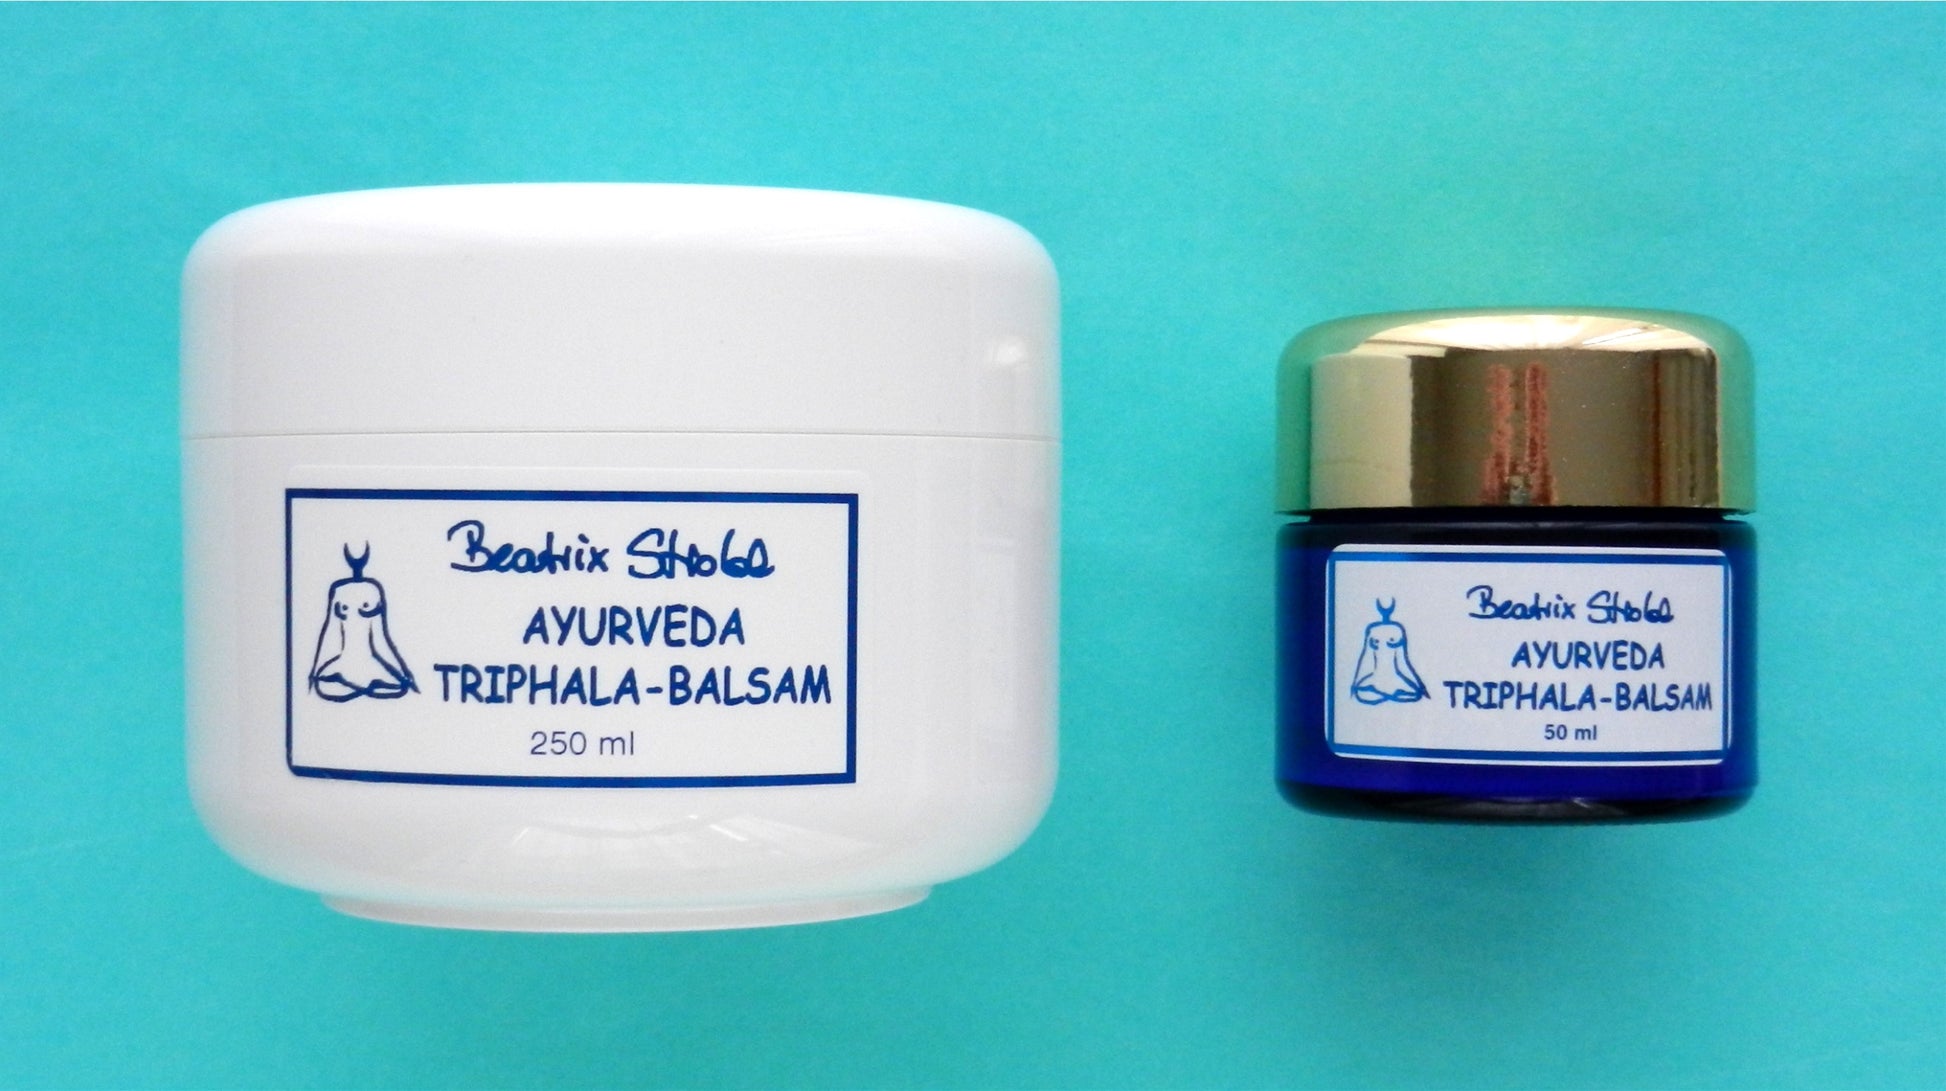 Beatrix Strobl
AYURVEDA
TRIPHALA-BALSAM
250 ml
Beatrix Strobl
AYURVEDA
TRIPHALA-BALSAM
50 ml